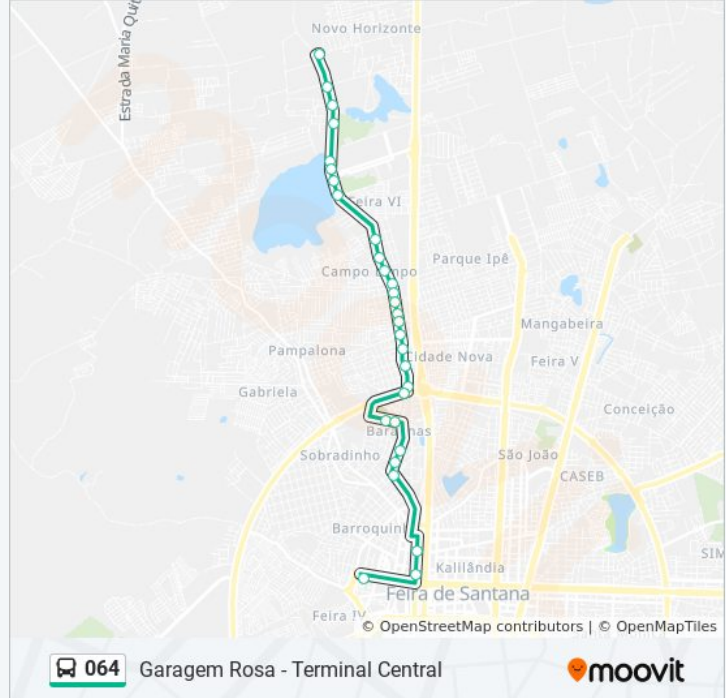 Novo Horizonte
Estrada Maria Quit
Feira VI
Parque Ipê
Campo Limpo
Mangabeira
Pampalona
Cidade Nova
Feira V
Gabriela
Conceição
Baraúnas
Sobradinho
São João
CASEB
Barroquinha
SIM
Kalilândia
Feira de Santana
Feira IV
© OpenStreetMap contributors | © OpenMapTiles
064 Garagem Rosa - Terminal Central
moovit